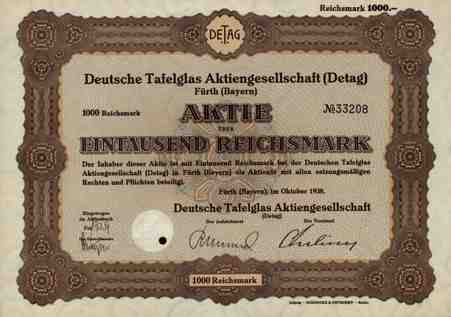 Reichsmark 1000.—
DETAG
Deutsche Tafelglas Aktiengesellschaft (Detag)
Fürth (Bayern)
1000 Reichsmark
AKTIE
№33208
ÜBER
EINTAUSEND REICHSMARK
Der Inhaber dieser Aktie ist mit Eintausend Reichsmark bei der Deutschen Tafelglas
Aktiengesellschaft (Detag) in Fürth (Bayern) als Aktionär mit allen satzungsmäßigen
Rechten und Pflichten beteiligt.
Fürth (Bayern), im Oktober 1938.
Deutsche Tafelglas Aktiengesellschaft
(Detag)
Eingetragen
im Aktienbuch
Der Aufsichtsrat
Der Vorstand
1000 Reichsmark